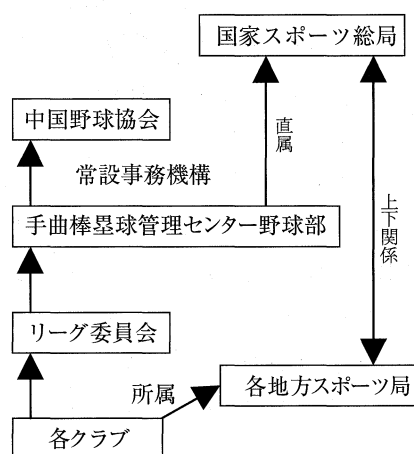 国家スポーツ総局
中国野球協会
直属
常設事務機構
上下関係
手曲棒塁球管理センター野球部
リーグ委員会
各地方スポーツ局
所属
各クラブ